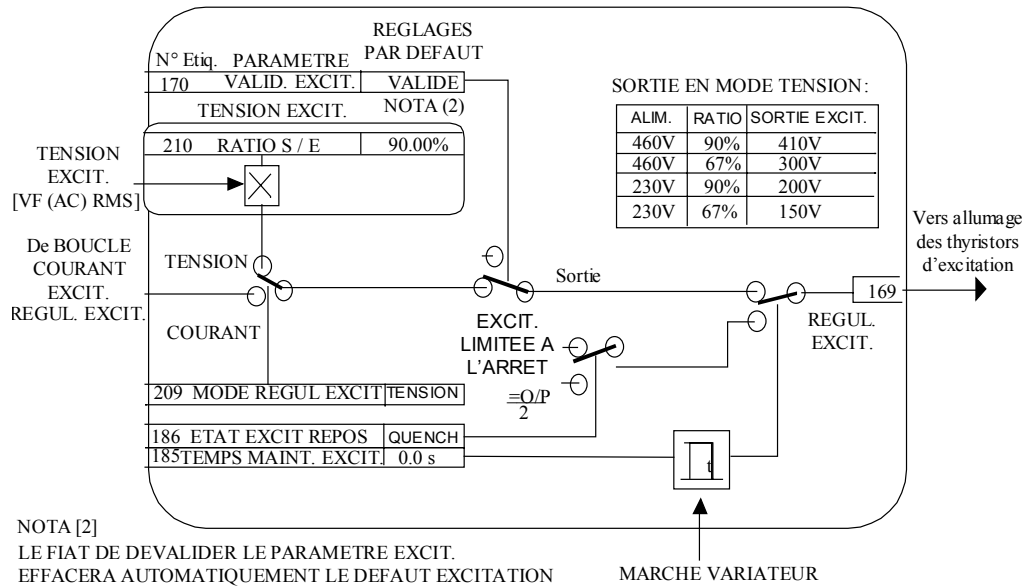 REGLAGES
PAR DEFAUT
N° Etiq. PARAMETRE
170 VALID. EXCIT. VALIDE
TENSION EXCIT. NOTA (2)
210 RATIO S / E 90.00%
TENSION
EXCIT.
[VF (AC) RMS]
SORTIE EN MODE TENSION:
ALIM. RATIO SORTIE EXCIT.
460V 90% 410V
460V 67% 300V
230V 90% 200V
230V 67% 150V
Vers allumage
des thyristors
d'excitation
De BOUCLE
COURANT
EXCIT.
REGUL. EXCIT.
TENSION
COURANT
Sortie
169
REGUL.
EXCIT.
EXCIT.
LIMITEE A
L'ARRET
=O/P
2
209 MODE REGUL EXCIT TENSION
186 ETAT EXCIT REPOS QUENCH
185 TEMPS MAINT. EXCIT. 0.0 s
t
NOTA [2]
LE FIAT DE DEVALIDER LE PARAMETRE EXCIT.
EFFACERA AUTOMATIQUEMENT LE DEFAUT EXCITATION
MARCHE VARIATEUR